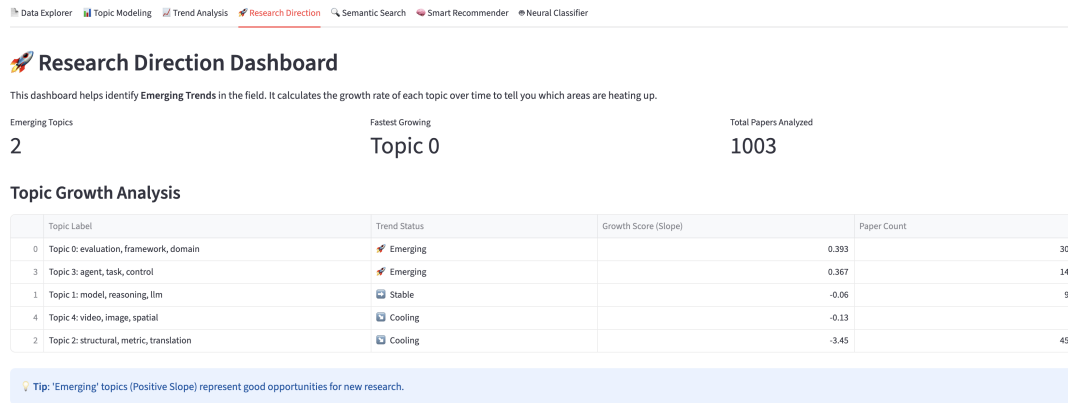 Data Explorer Topic Modeling Trend Analysis Research Direction Semantic Search Smart Recommender Neural Classifier
Research Direction Dashboard
This dashboard helps identify Emerging Trends in the field. It calculates the growth rate of each topic over time to tell you which areas are heating up.
Emerging Topics Fastest Growing Total Papers Analyzed
2 Topic 0 1003
Topic Growth Analysis
Topic Label Trend Status Growth Score (Slope) Paper Count
0 Topic 0: evaluation, framework, domain Emerging 0.393
3 Topic 3: agent, task, control Emerging 0.367
1 Topic 1: model, reasoning, llm Stable -0.06
4 Topic 4: video, image, spatial Cooling -0.13
2 Topic 2: structural, metric, translation Cooling -3.45
Tip: 'Emerging' topics (Positive Slope) represent good opportunities for new research.